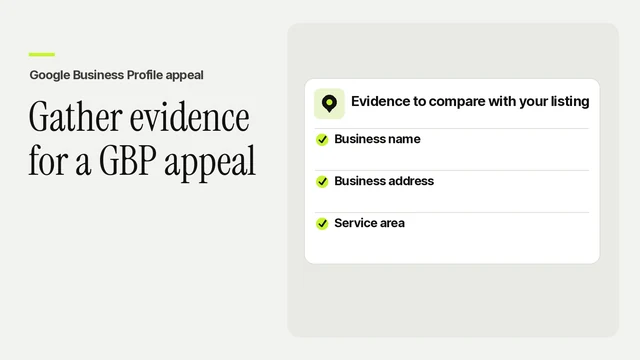 Google Business Profile appeal
Gather evidence
for a GBP appeal
Evidence to compare with your listing
Business name
Business address
Service area